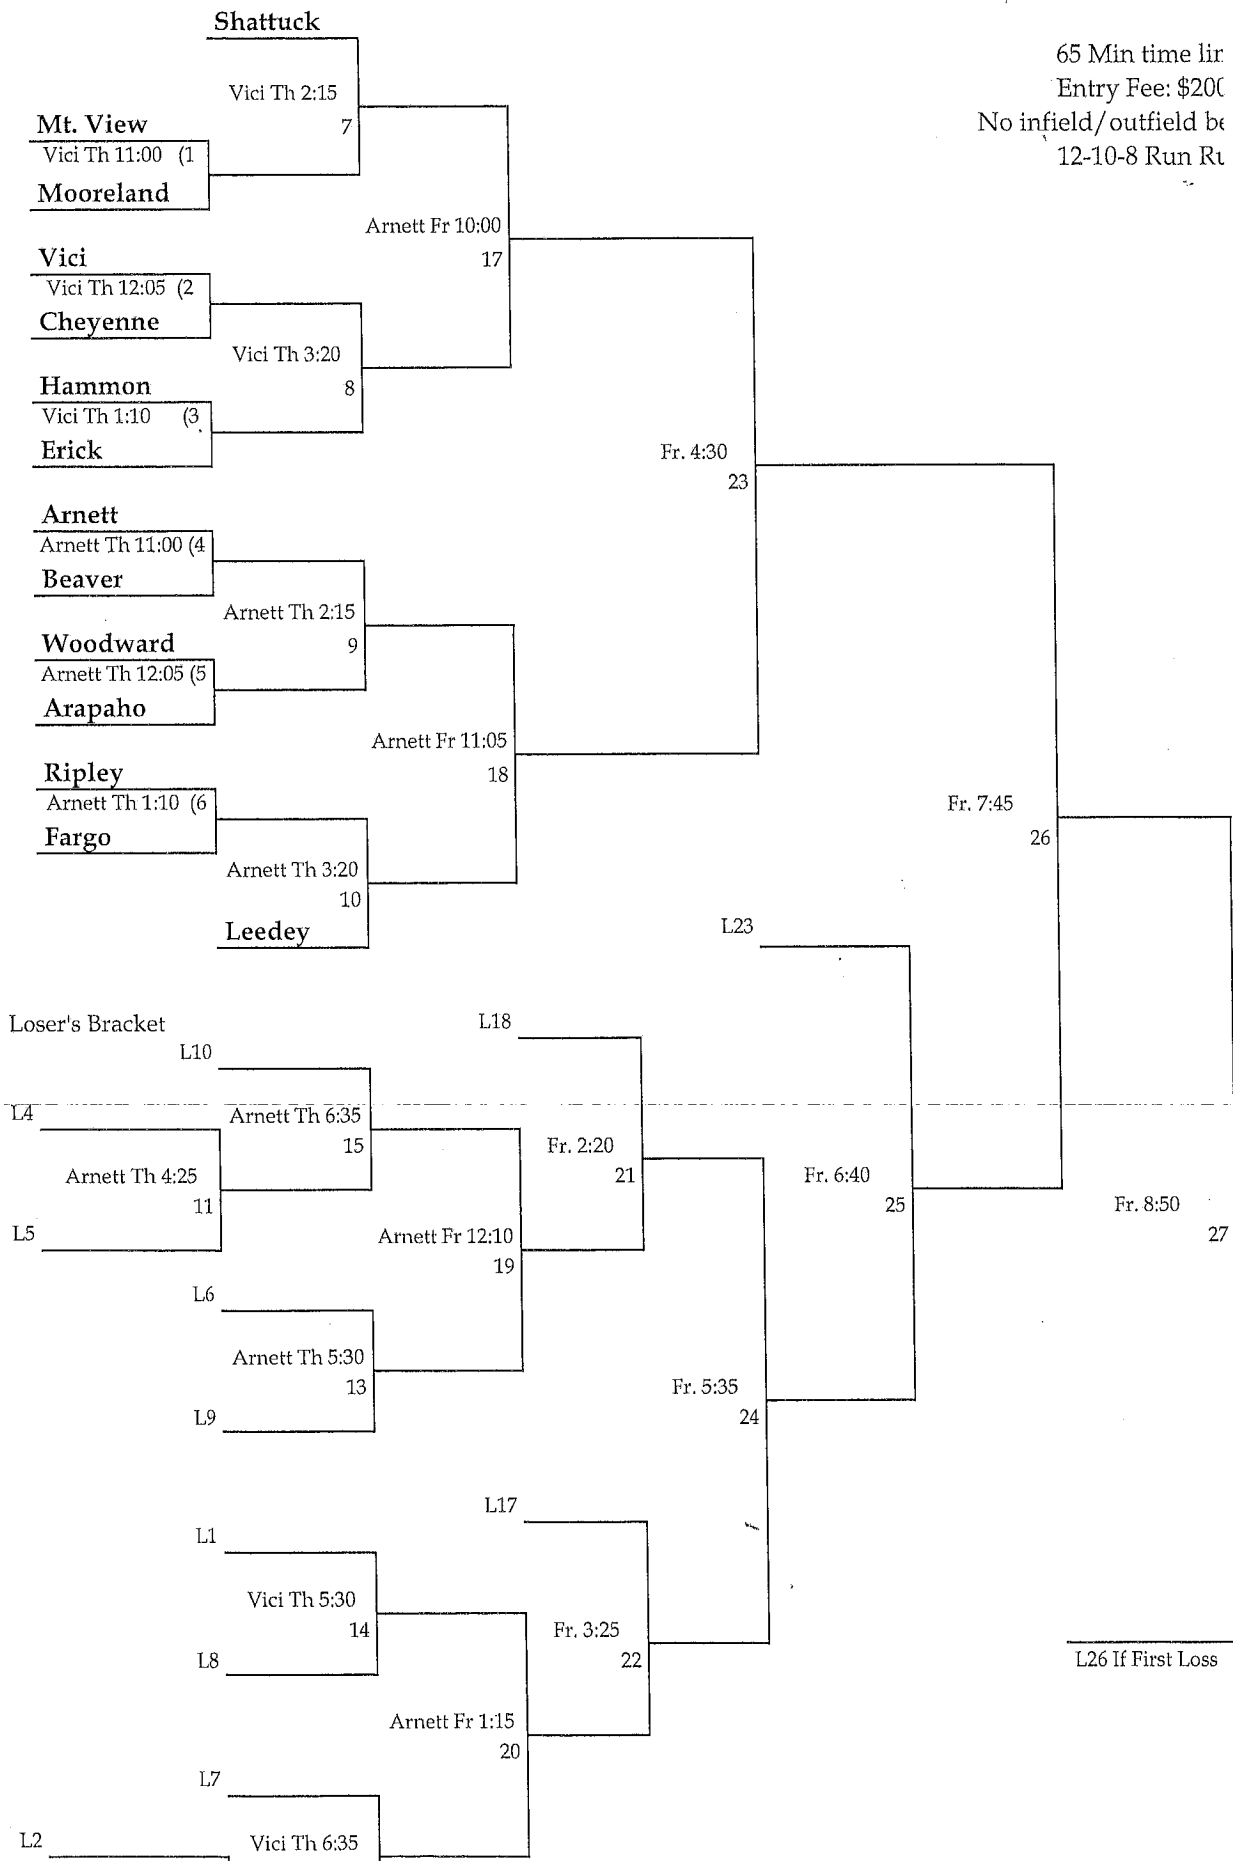 Shattuck
65 Min time
Entry Fee:
Vici Th 2:15
7
No infield/outfield
Mt. View
Vici Th 11:00 (1
12-10-8 Run
Mooreland
Arnett Fr 10:00
17
Vici
Vici Th 12:05 (2
Cheyenne
Vici Th 3:20
8
Hammon
Vici Th 1:10 (3
Erick
Fr. 4:30
23
Arnett
Arnett Th 11:00 (4
Beaver
Arnett Th 2:15
9
Woodward
Arnett Th 12:05 (5
Arapaho
Arnett Fr 11:05
18
Ripley
Arnett Th 1:10 (6
Fargo
Fr. 7:45
26
Arnett Th 3:20
10
Leedey
L23
Loser's Bracket
L18
L10
L4
Arnett Th 6:35
15
Fr. 2:20
21
Arnett Th 4:25
11
Fr. 6:40
25
L5
Arnett Fr 12:10
19
Fr. 8:50
27
L6
Arnett Th 5:30
13
Fr. 5:35
24
L9
L17
L1
Vici Th 5:30
14
Fr. 3:25
22
L8
L26 If First Loss
Arnett Fr 1:15
20
L7
L2
Vici Th 6:35